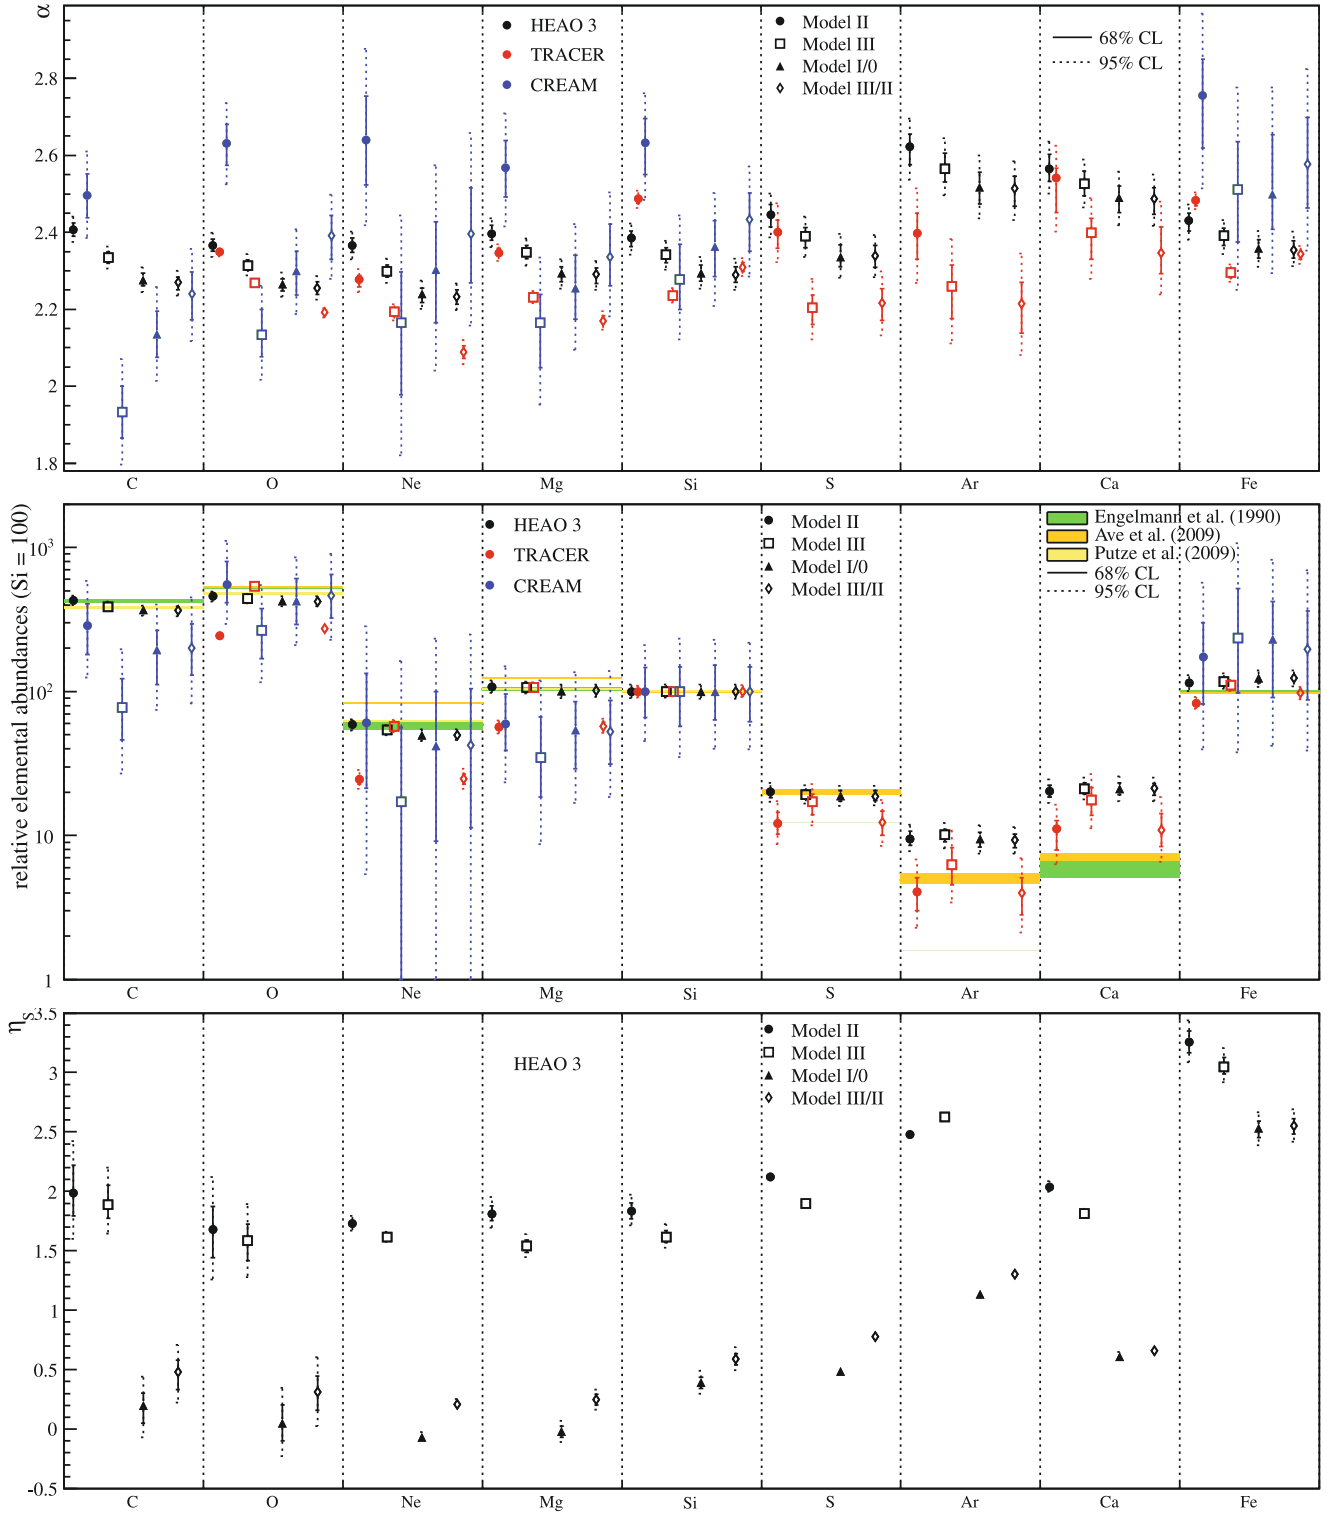 α
HEAO 3
TRACER
CREAM
Model II
Model III
Model I/0
Model III/II
68% CL
95% CL
2.8
2.6
2.4
2.2
2
1.8
C O Ne Mg Si S Ar Ca Fe
relative elemental abundances (Si = 100)
HEAO 3
TRACER
CREAM
Model II
Model III
Model I/0
Model III/II
Engelmann et al. (1990)
Ave et al. (2009)
Putze et al. (2009)
68% CL
95% CL
10³
10²
10
1
C O Ne Mg Si S Ar Ca Fe
ηS
HEAO 3
Model II
Model III
Model I/0
Model III/II
3.5
3
2.5
2
1.5
1
0.5
0
-0.5
C O Ne Mg Si S Ar Ca Fe